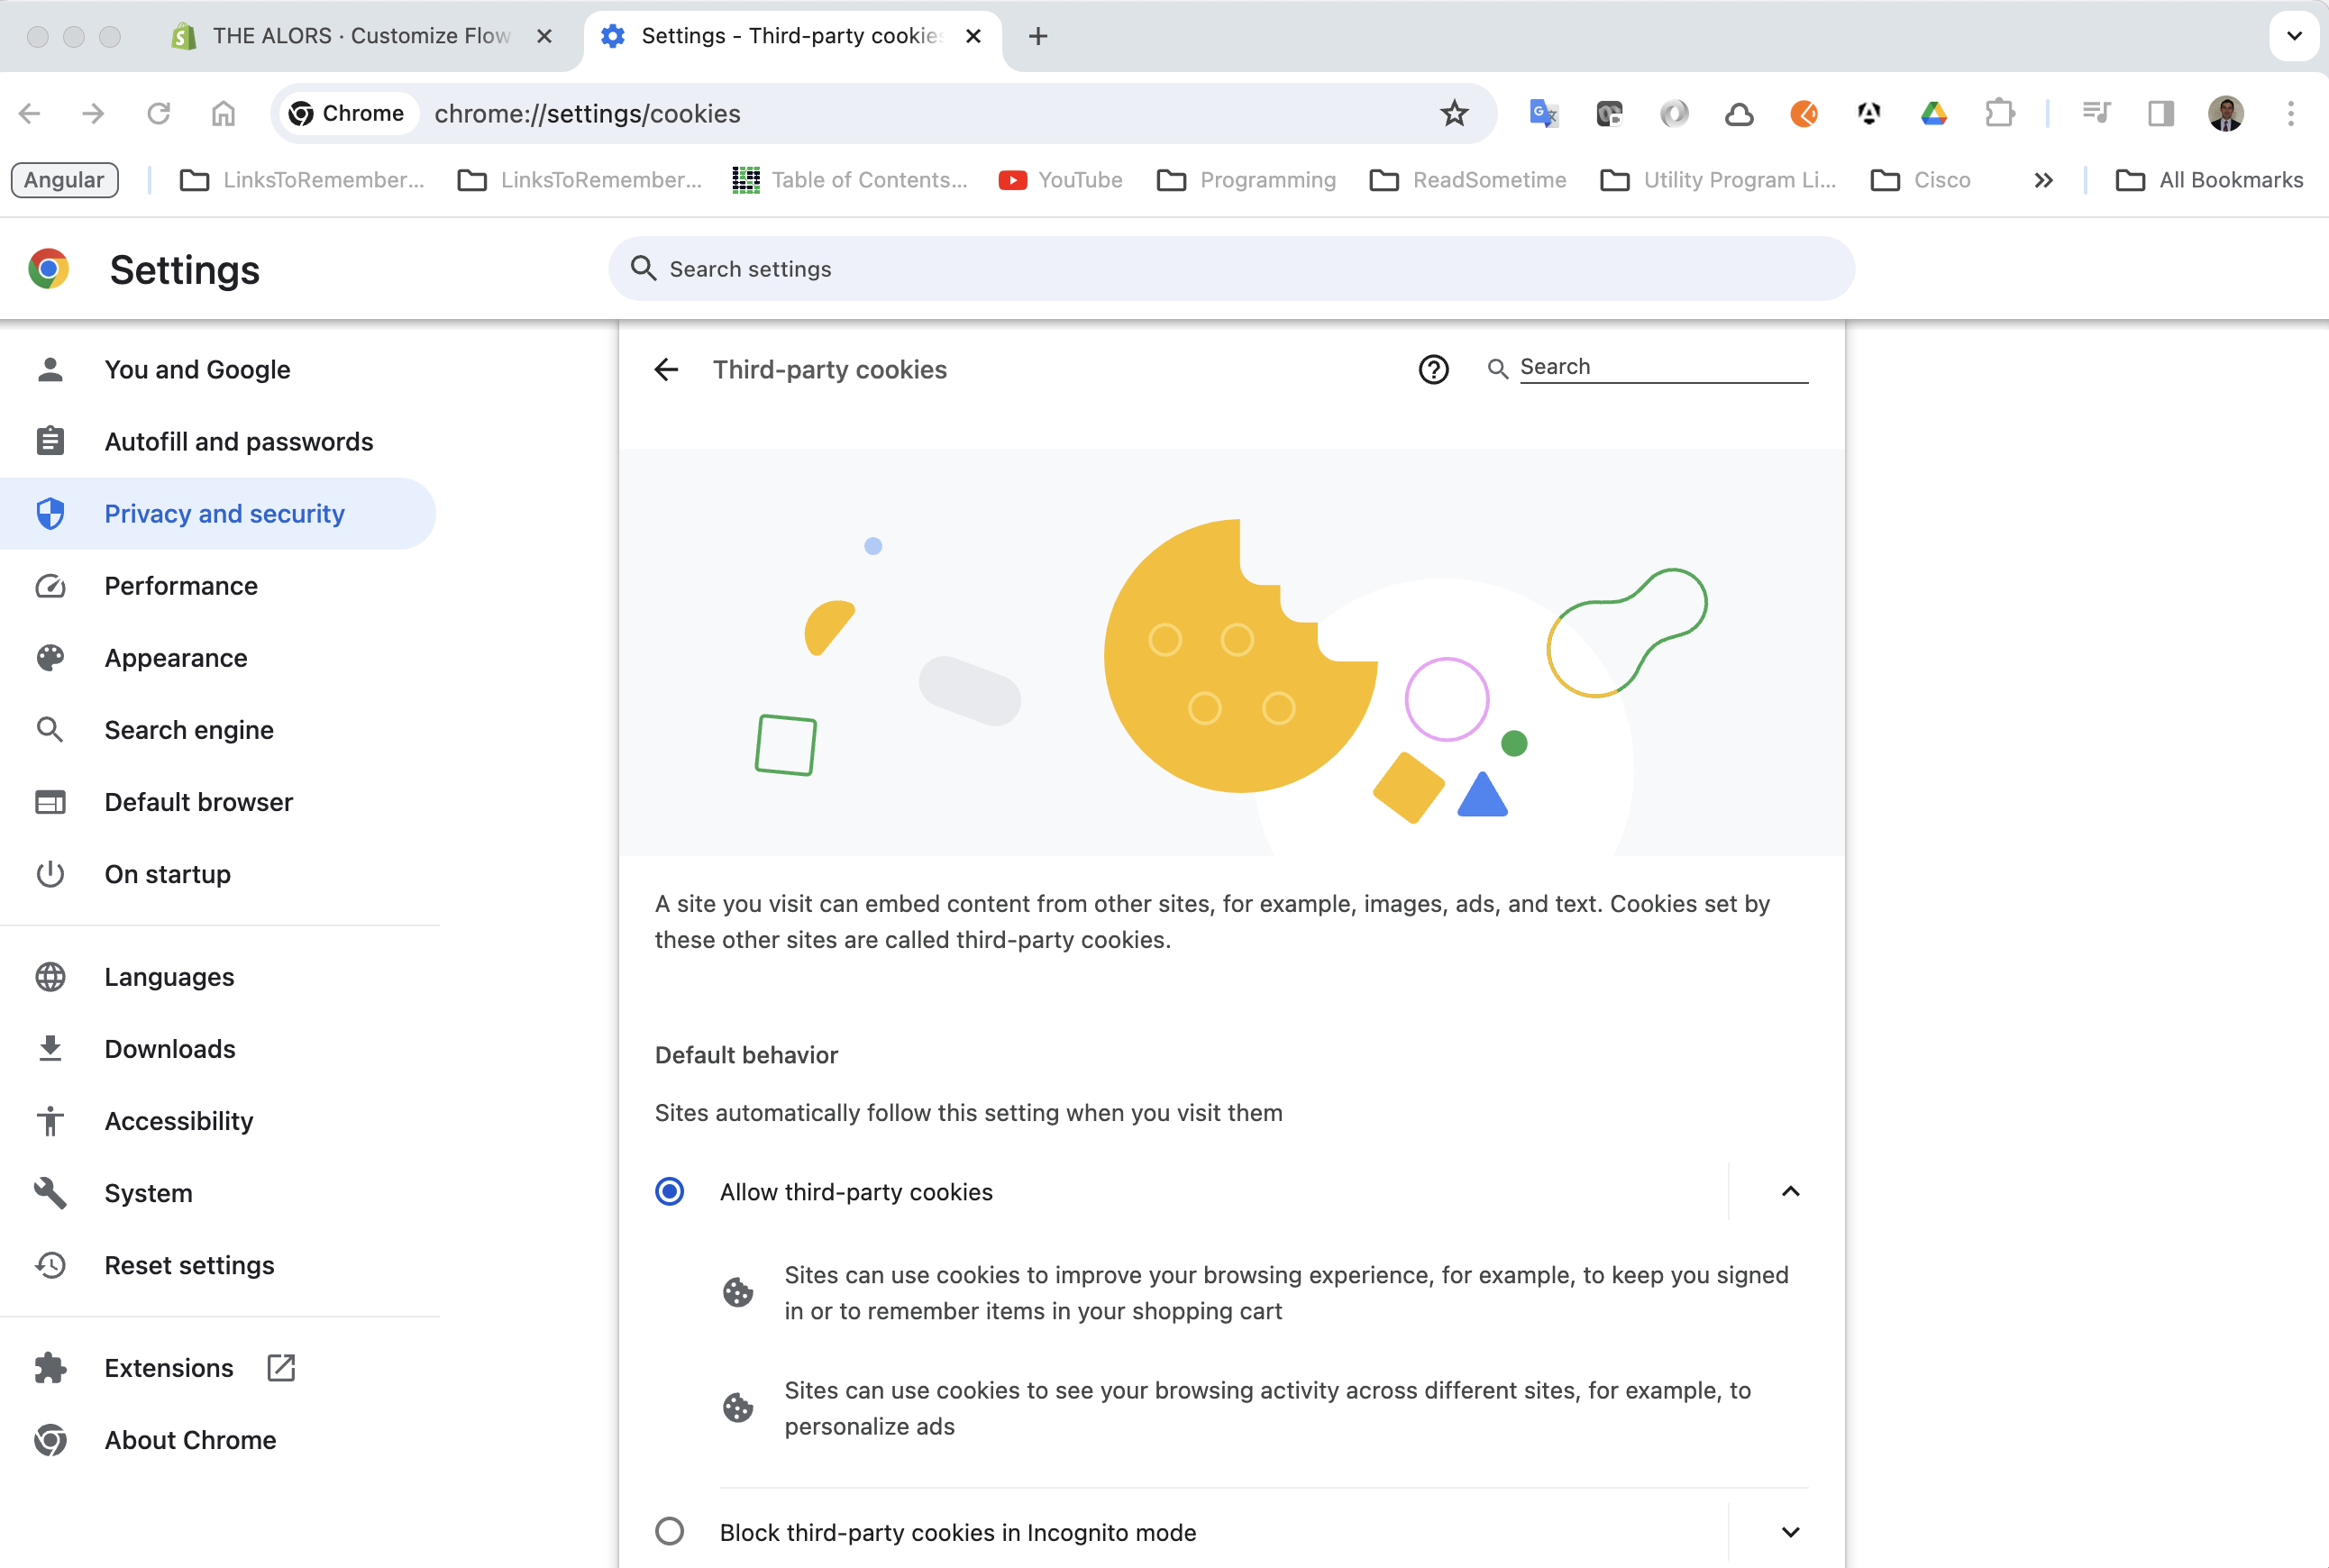 THE ALORS · Customize Flow
Settings - Third-party cookies
Chrome
chrome://settings/cookies
Angular
LinksToRemember...
LinksToRemember...
Table of Contents...
YouTube
Programming
ReadSometime
Utility Program Li...
Cisco
All Bookmarks
Settings
Search settings
You and Google
Autofill and passwords
Privacy and security
Performance
Appearance
Search engine
Default browser
On startup
Languages
Downloads
Accessibility
System
Reset settings
Extensions
About Chrome
Third-party cookies
Search
A site you visit can embed content from other sites, for example, images, ads, and text. Cookies set by
these other sites are called third-party cookies.
Default behavior
Sites automatically follow this setting when you visit them
Allow third-party cookies
Sites can use cookies to improve your browsing experience, for example, to keep you signed
in or to remember items in your shopping cart
Sites can use cookies to see your browsing activity across different sites, for example, to
personalize ads
Block third-party cookies in Incognito mode